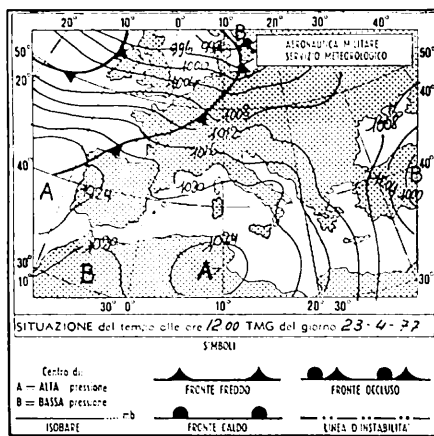 20° 10° 0° 10° 20° 30° 40°
AERONAUTICA MILITARE
SERVIZIO METEOROLOGICO
B
50° 50°
20°
996
1000
1004
1008
1012
1008
40° 40°
40°
A 1024 1020 B
1000
1020 1024
30° 30°
10°
B A
30° 0° 10° 20° 30°
SITUAZIONE del tempo alle ore 12.00 TMG del giorno 23-4-77
SIMBOLI
Centro di:
A = ALTA pressione
B = BASSA pressione
FRONTE FREDDO FRONTE OCCLUSO
mb
ISOBARE FRONTE CALDO LINEA D'INSTABILITA'